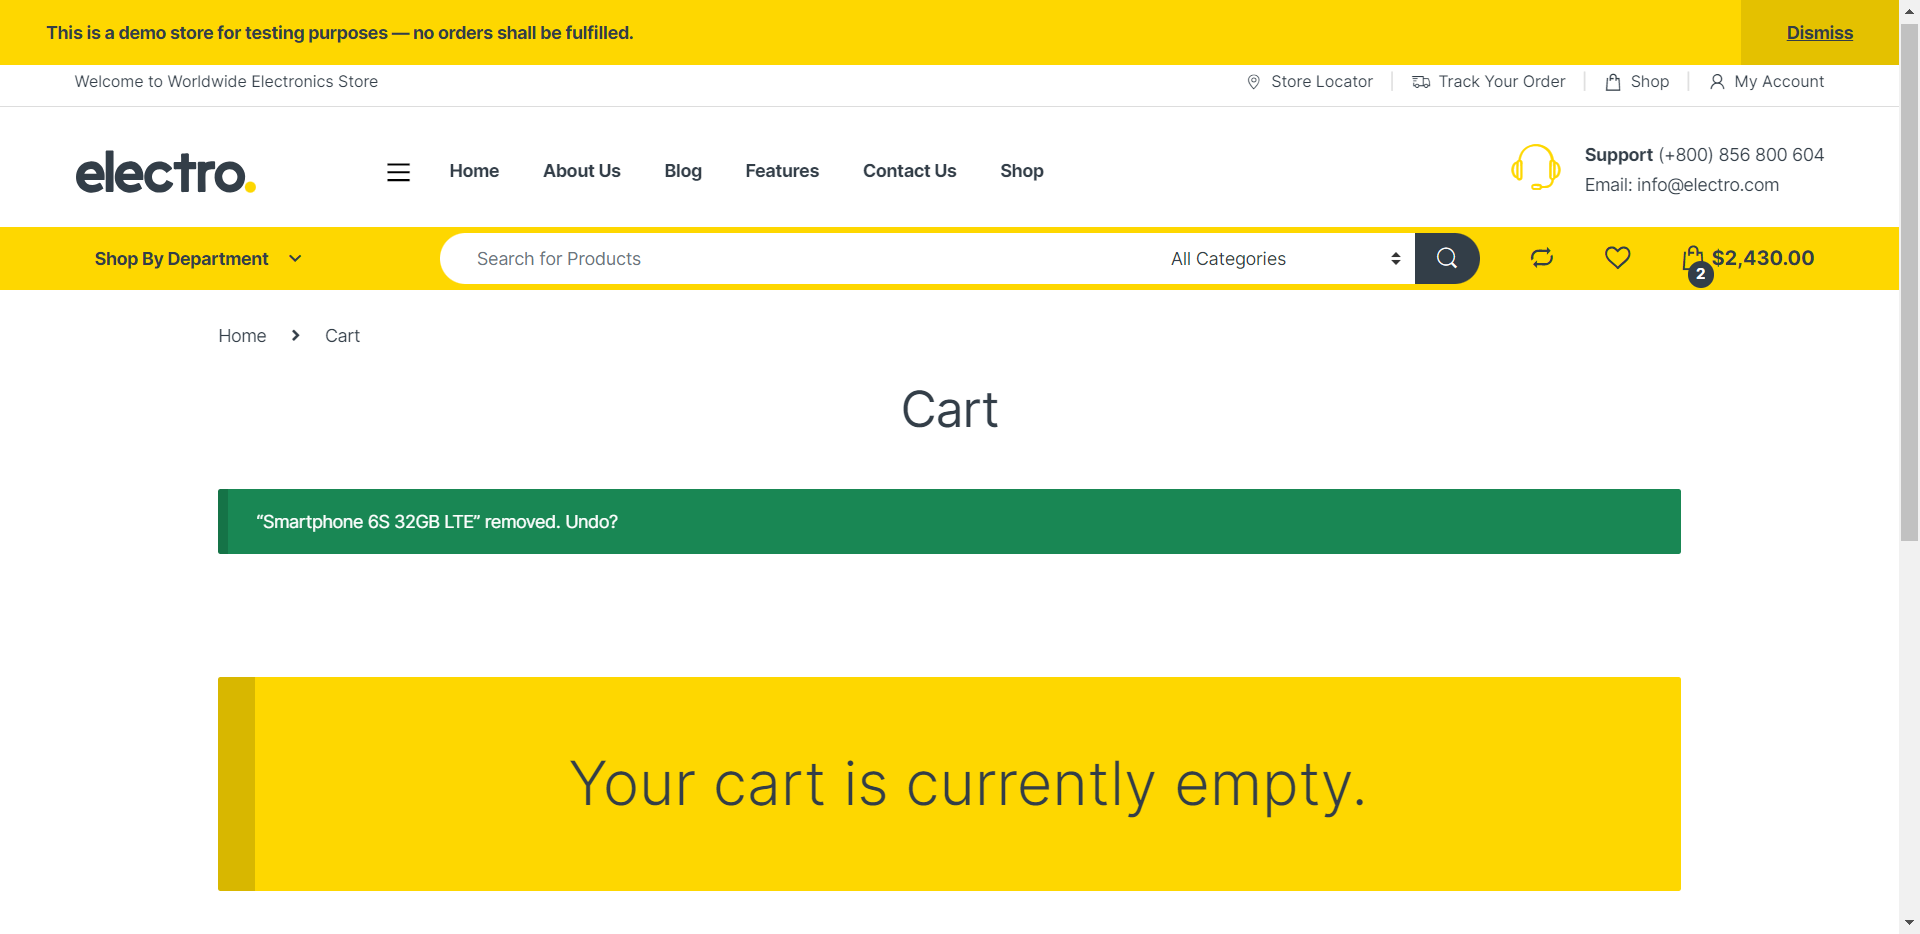 This is a demo store for testing purposes — no orders shall be fulfilled. Dismiss
Welcome to Worldwide Electronics Store Store Locator Track Your Order Shop My Account
electro. Home About Us Blog Features Contact Us Shop
Support (+800) 856 800 604
Email: info@electro.com
Shop By Department Search for Products All Categories 2 $2,430.00
Home Cart
Cart
“Smartphone 6S 32GB LTE” removed. Undo?
Your cart is currently empty.